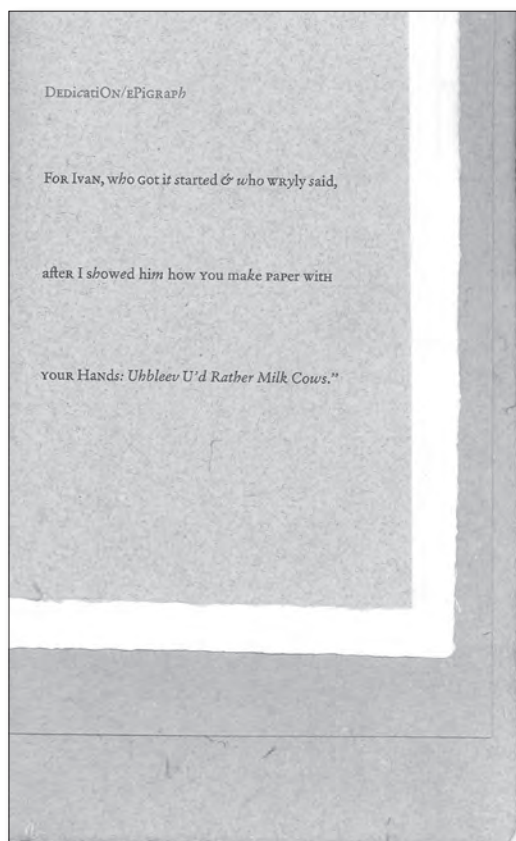 DEDicatiON/ePiGRaPh
FoR IvaN, who Got it started & who wRyly said,
afteR I showed him how You make PaPeR witH
YouR HaNds: Uhbleev U'd Rather Milk Cows."